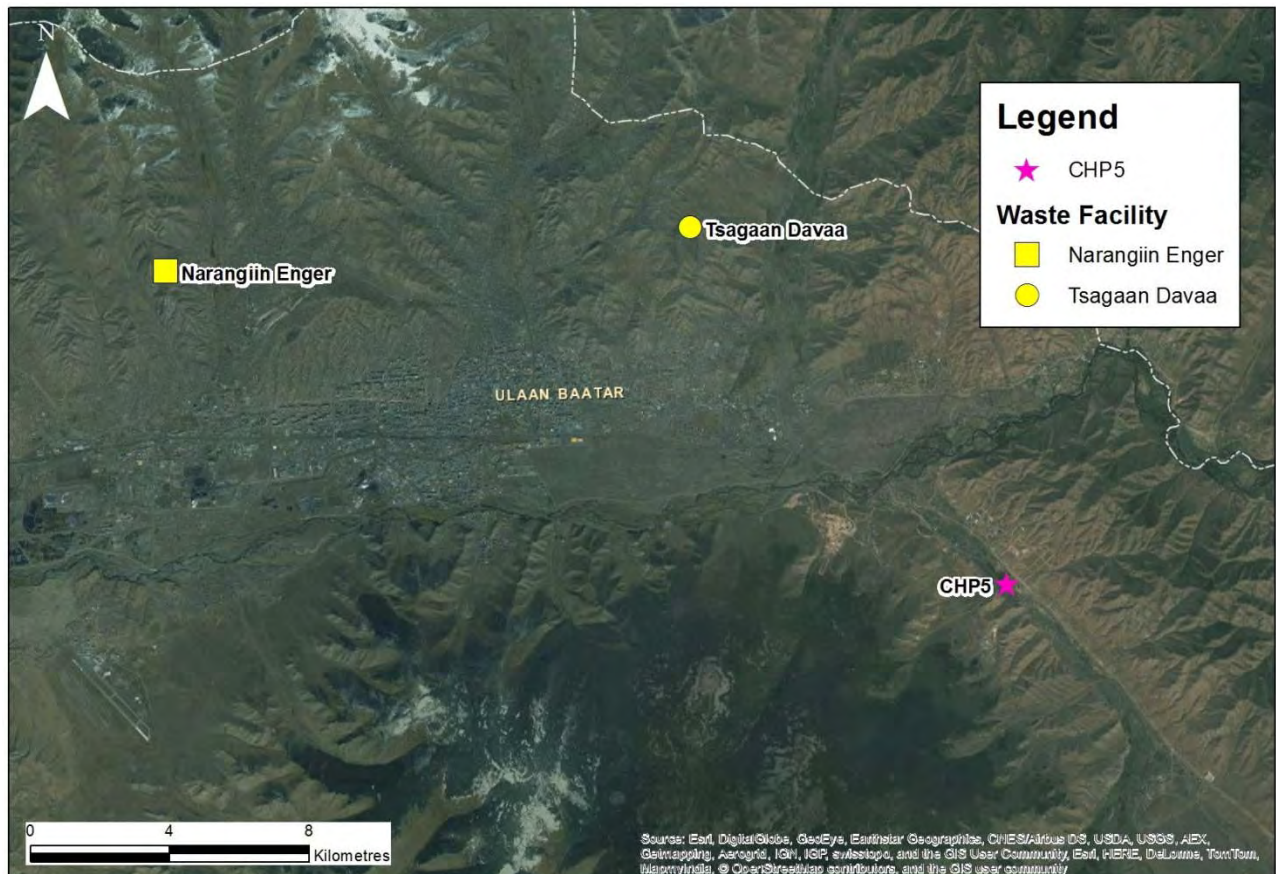 N
Legend
CHP5
Waste Facility
Narangiin Enger
Tsagaan Davaa
Tsagaan Davaa
Narangiin Enger
ULAAN BAATAR
CHP5
0 4 8
Kilometres
Source: Esri, DigitalGlobe, GeoEye, Earthstar Geographics, CNES/Airbus DS, USDA, USGS, AEX,
Getmapping, Aerogrid, IGN, IGP, swisstopo, and the GIS User Community, Esri, HERE, DeLorme, TomTom,
MapmyIndia, © OpenStreetMap contributors, and the GIS user community